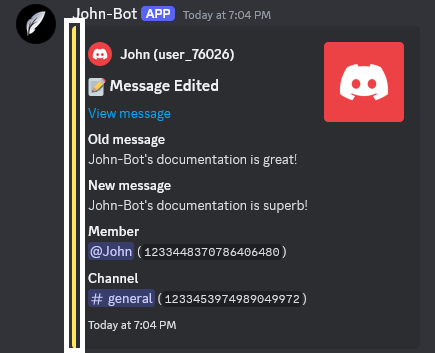 John-Bot APP Today at 7:04 PM
John (user_76026)
📝 Message Edited
View message
Old message
John-Bot's documentation is great!
New message
John-Bot's documentation is superb!
Member
@John (1233448370786406480)
Channel
# general (1233453974989049972)
Today at 7:04 PM